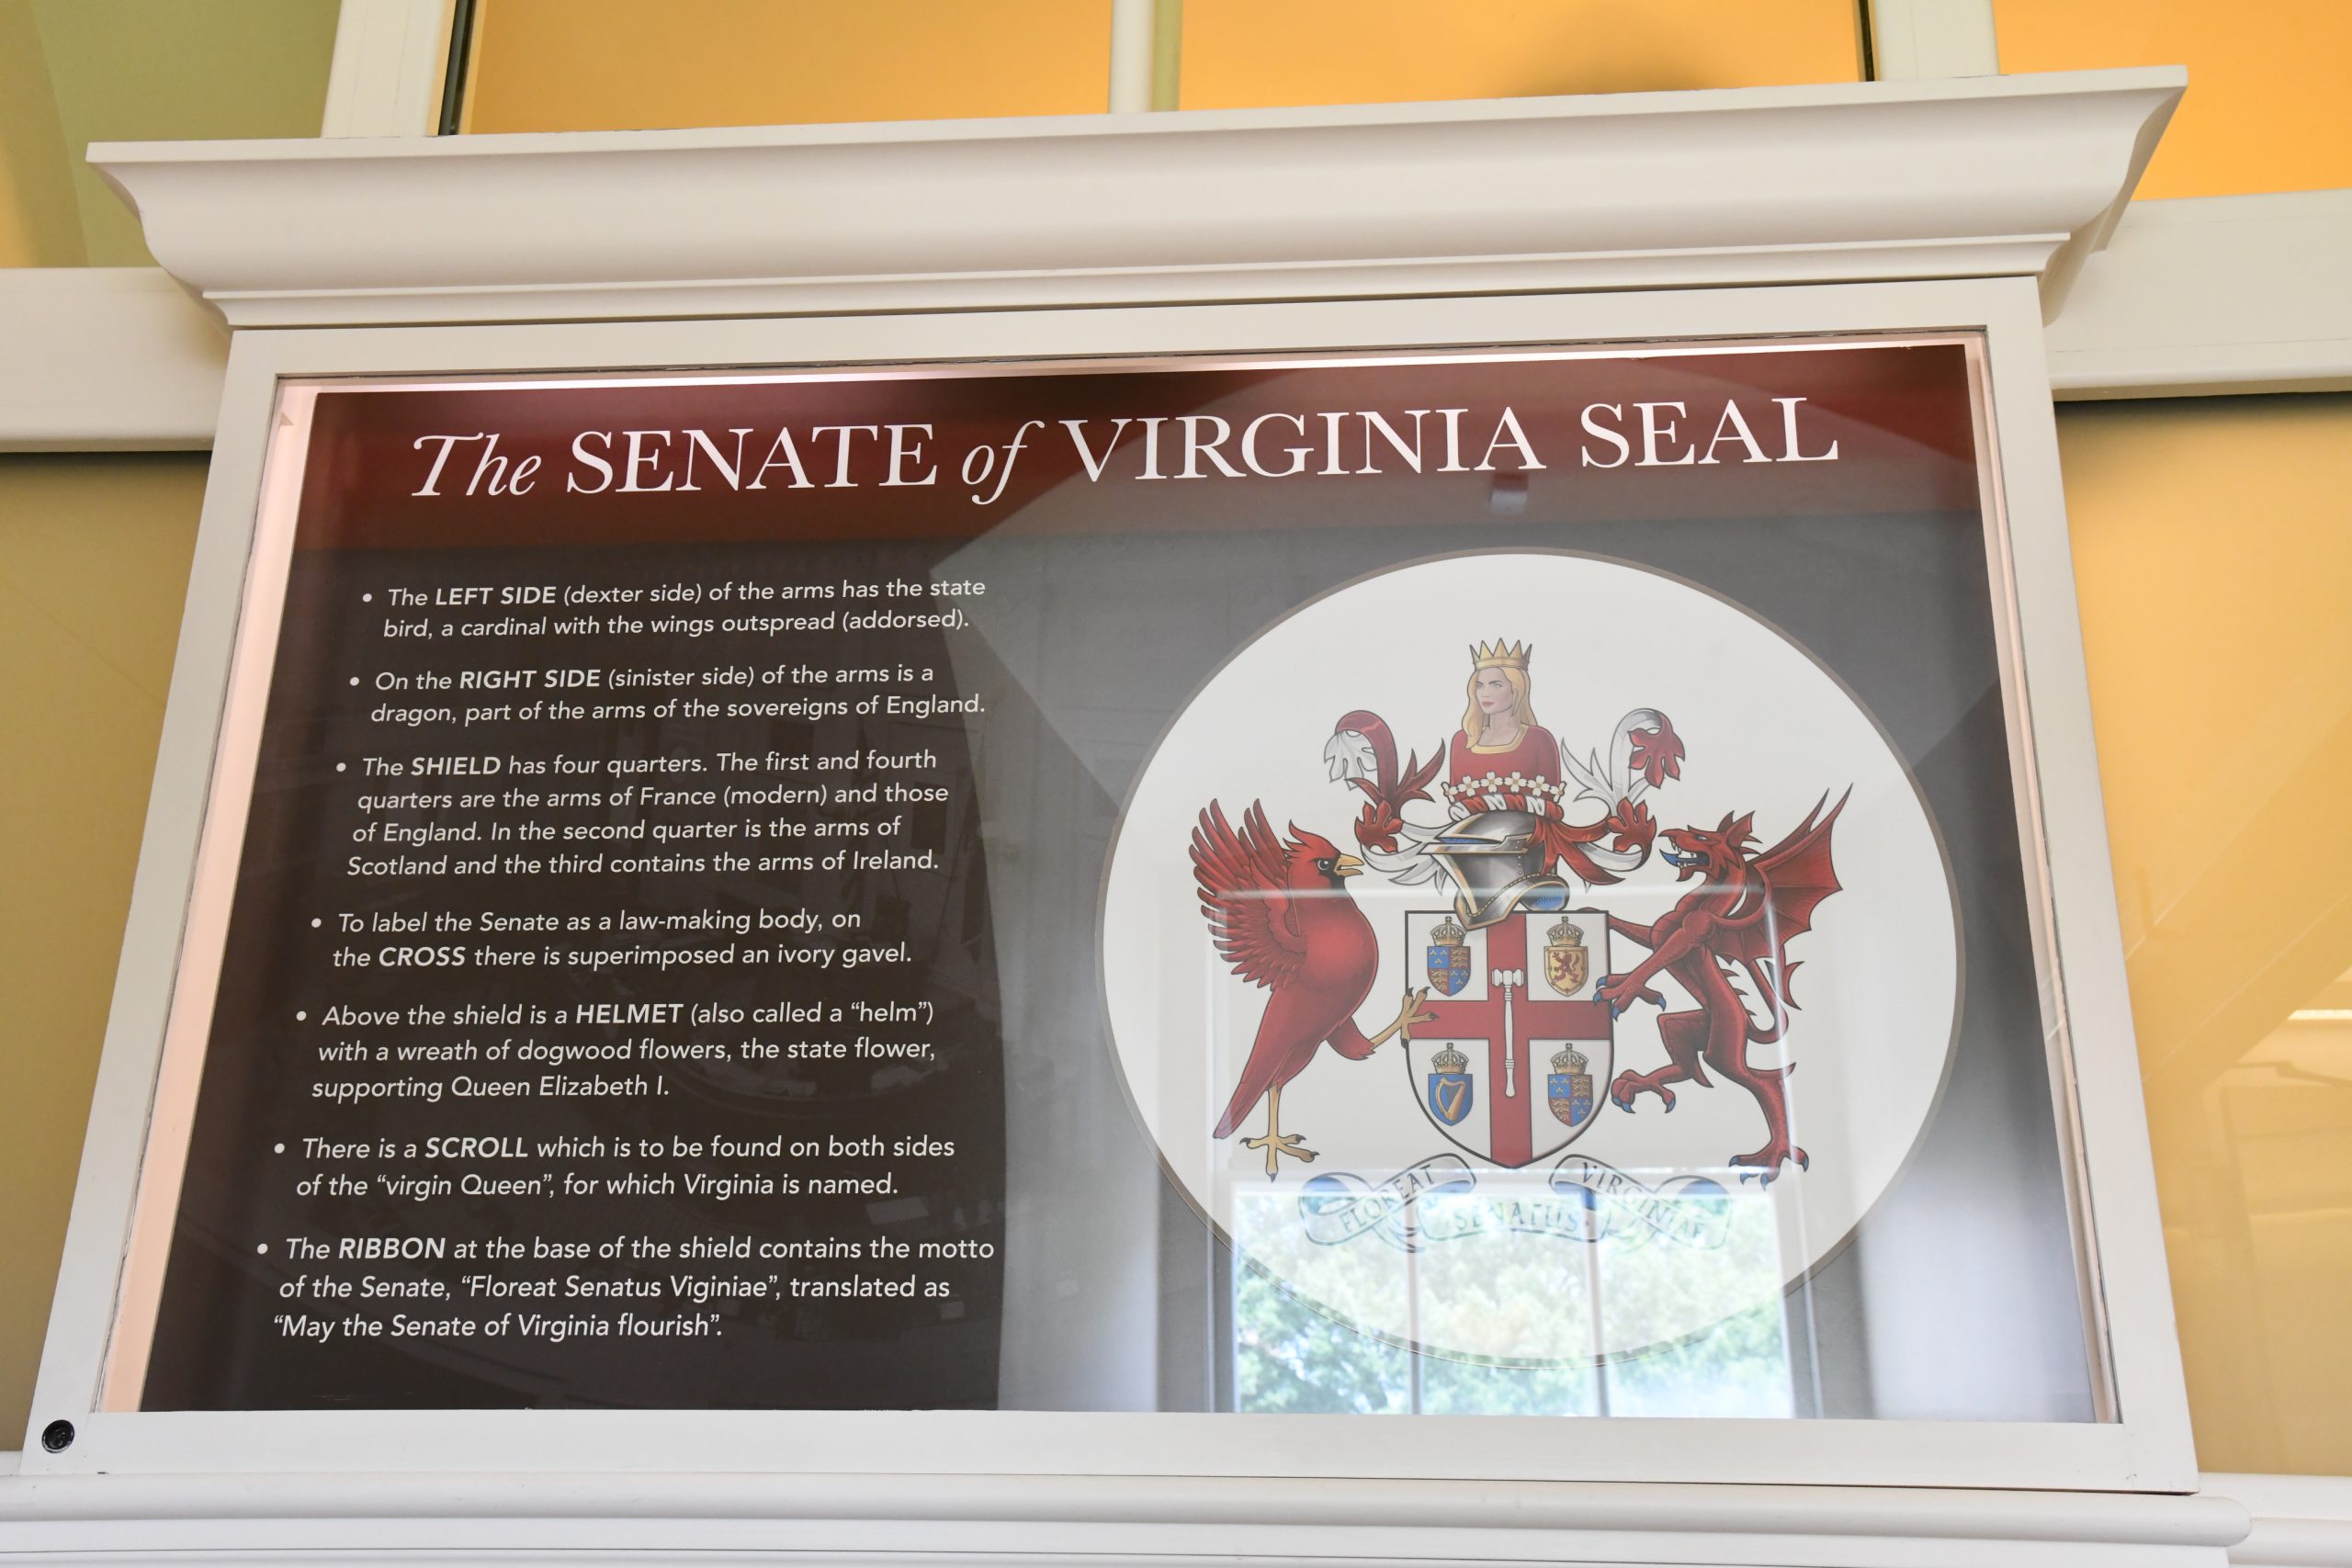 The SENATE of VIRGINIA SEAL
• The LEFT SIDE (dexter side) of the arms has the state
bird, a cardinal with the wings outspread (addorsed).
• On the RIGHT SIDE (sinister side) of the arms is a
dragon, part of the arms of the sovereigns of England.
• The SHIELD has four quarters. The first and fourth
quarters are the arms of France (modern) and those
of England. In the second quarter is the arms of
Scotland and the third contains the arms of Ireland.
• To label the Senate as a law-making body, on
the CROSS there is superimposed an ivory gavel.
• Above the shield is a HELMET (also called a “helm”)
with a wreath of dogwood flowers, the state flower,
supporting Queen Elizabeth I.
• There is a SCROLL which is to be found on both sides
of the “virgin Queen”, for which Virginia is named.
• The RIBBON at the base of the shield contains the motto
of the Senate, “Floreat Senatus Viginiae”, translated as
“May the Senate of Virginia flourish”.
FLOREAT SENATUS VIRGINIAE